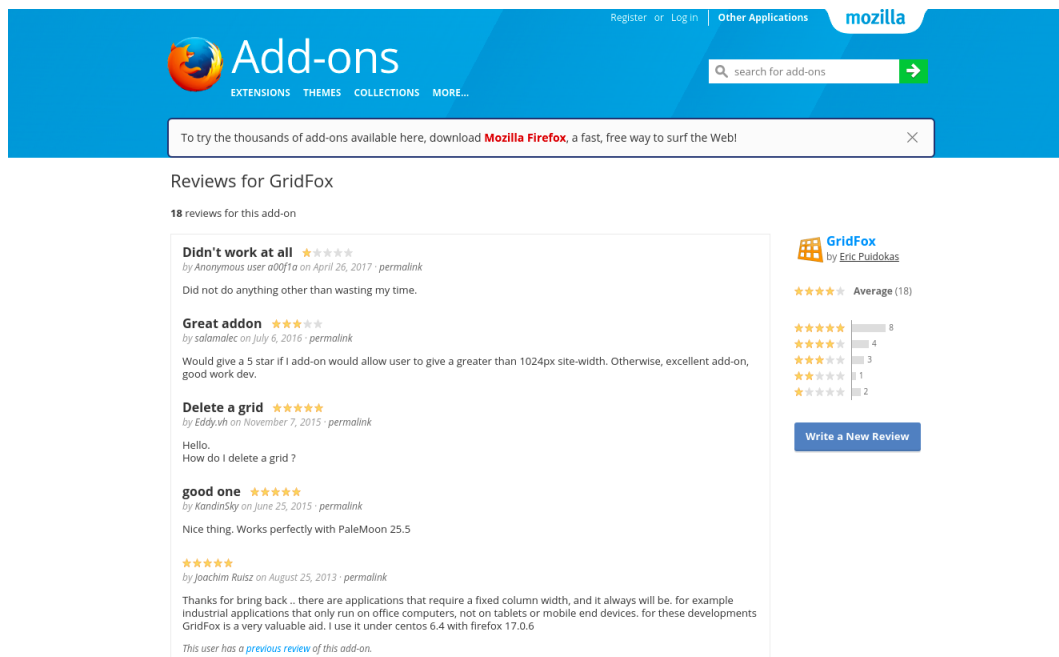 Register or Log in Other Applications mozilla
Add-ons
EXTENSIONS THEMES COLLECTIONS MORE...
search for add-ons
To try the thousands of add-ons available here, download Mozilla Firefox, a fast, free way to surf the Web!
Reviews for GridFox
18 reviews for this add-on
Didn't work at all
by Anonymous user a00f1a on April 26, 2017 · permalink
Did not do anything other than wasting my time.
Great addon
by salamalec on July 6, 2016 · permalink
Would give a 5 star if I add-on would allow user to give a greater than 1024px site-width. Otherwise, excellent add-on,
good work dev.
Delete a grid
by Eddy.vh on November 7, 2015 · permalink
Hello.
How do I delete a grid ?
good one
by KandinSky on June 25, 2015 · permalink
Nice thing. Works perfectly with PaleMoon 25.5
by Joachim Ruisz on August 25, 2013 · permalink
Thanks for bring back .. there are applications that require a fixed column width, and it always will be. for example
industrial applications that only run on office computers, not on tablets or mobile end devices. for these developments
GridFox is a very valuable aid. I use it under centos 6.4 with firefox 17.0.6
This user has a previous review of this add-on.
GridFox
by Eric Puidokas
Average (18)
8
4
3
1
2
Write a New Review